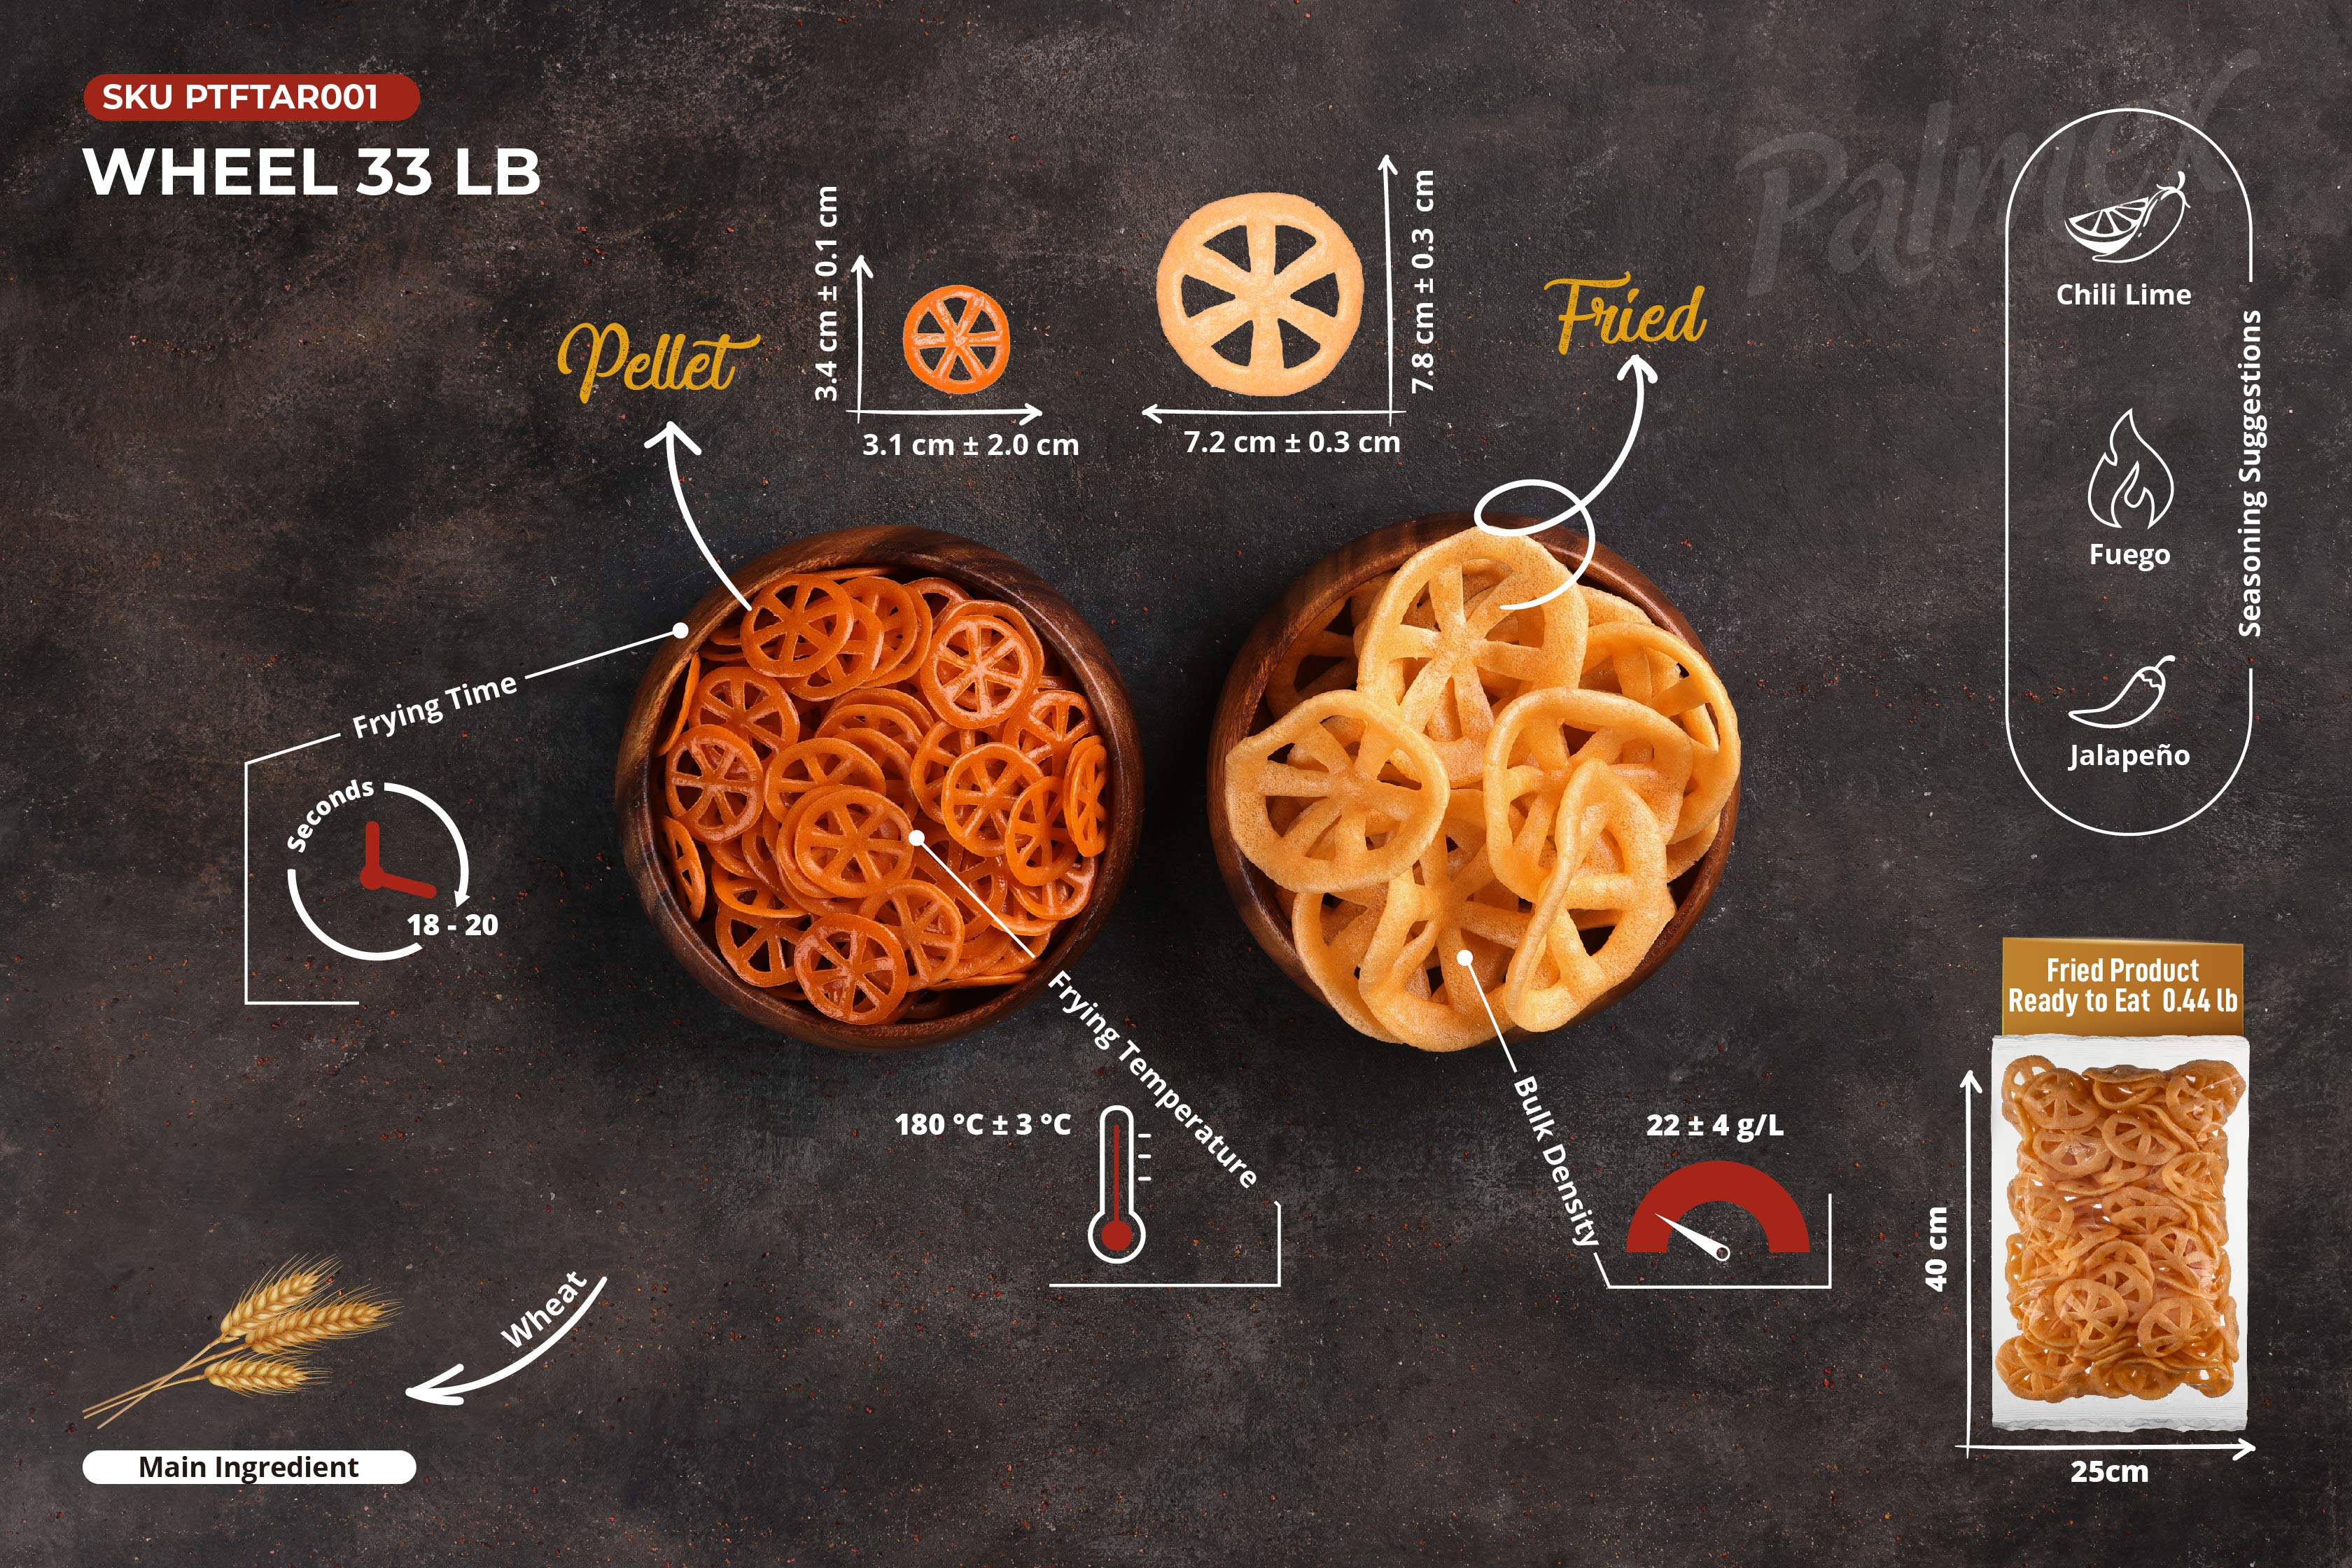 SKU PTFTAR001
WHEEL 33 LB
Palmex
Pellet
3.4 cm ± 0.1 cm
3.1 cm ± 2.0 cm
7.2 cm ± 0.3 cm
7.8 cm ± 0.3 cm
Fried
Chili Lime
Fuego
Jalapeño
Seasoning Suggestions
Frying Time
Seconds
18 - 20
Frying Temperature
180 °C ± 3 °C
Bulk Density
22 ± 4 g/L
Fried Product
Ready to Eat 0.44 lb
40 cm
25cm
Wheat
Main Ingredient